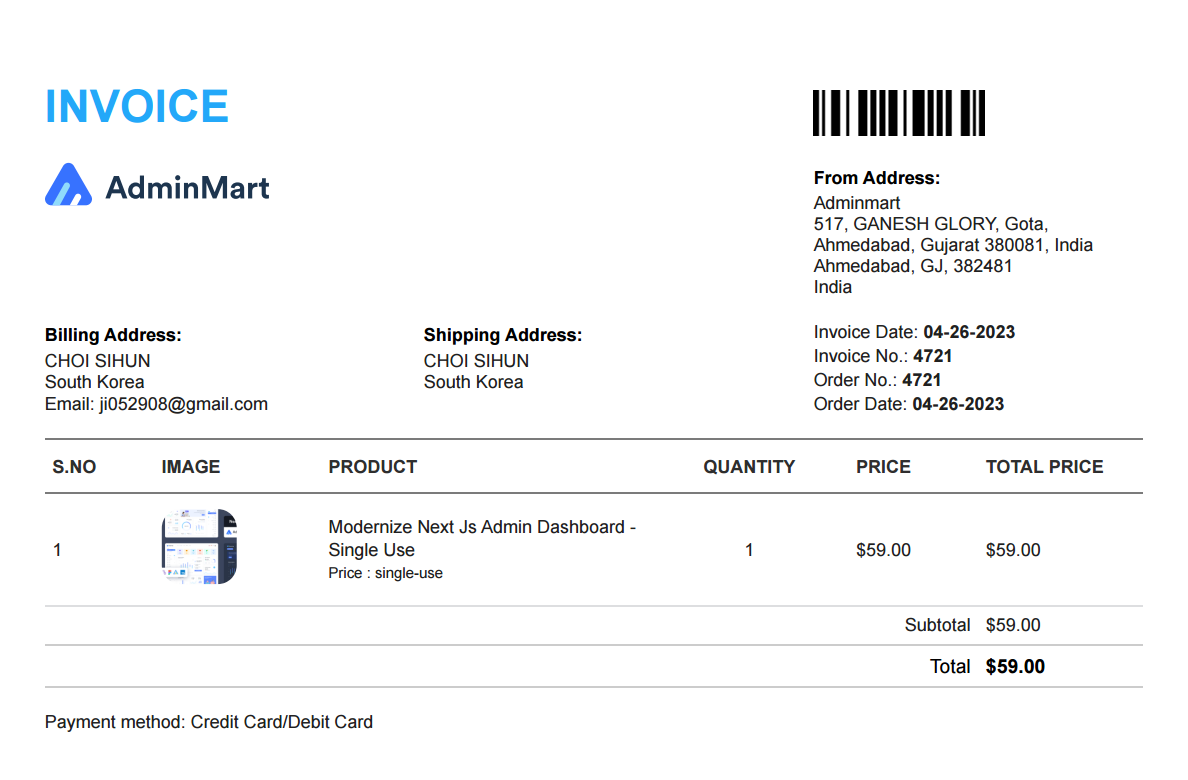 INVOICE
AdminMart
From Address:
Adminmart
517, GANESH GLORY, Gota,
Ahmedabad, Gujarat 380081, India
Ahmedabad, GJ, 382481
India
Billing Address:
CHOI SIHUN
South Korea
Email: ji052908@gmail.com
Shipping Address:
CHOI SIHUN
South Korea
Invoice Date: 04-26-2023
Invoice No.: 4721
Order No.: 4721
Order Date: 04-26-2023
S.NO IMAGE PRODUCT QUANTITY PRICE TOTAL PRICE
Modernize Next Js Admin Dashboard -
1 Single Use 1 $59.00 $59.00
Price : single-use
Subtotal $59.00
Total $59.00
Payment method: Credit Card/Debit Card